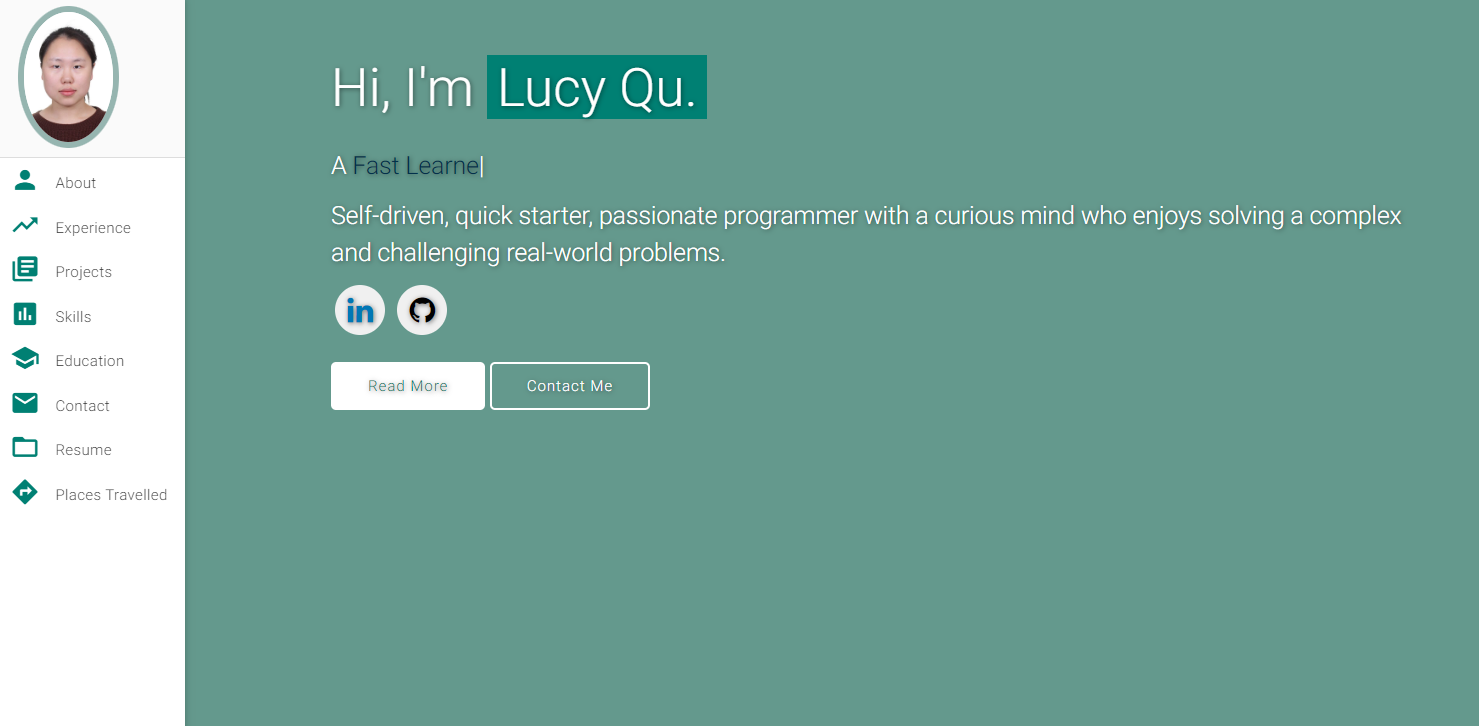 About
Experience
Projects
Skills
Education
Contact
Resume
Places Travelled
Hi, I'm Lucy Qu.
A Fast Learne|
Self-driven, quick starter, passionate programmer with a curious mind who enjoys solving a complex
and challenging real-world problems.
in
Read More
Contact Me